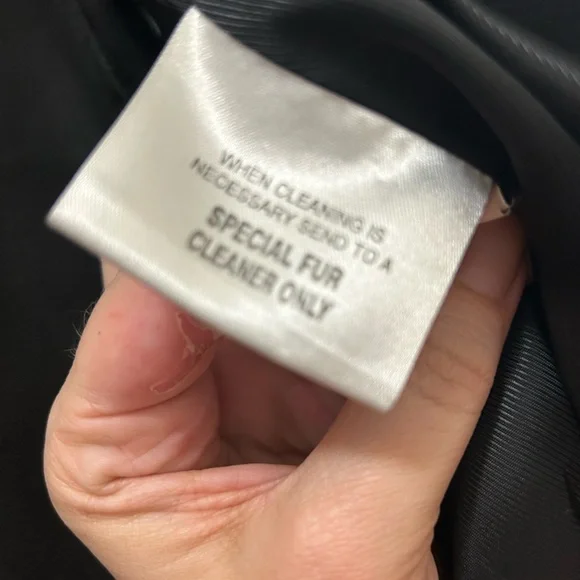 WHEN CLEANING IS
NECESSARY SEND TO A
SPECIAL FUR
CLEANER ONLY